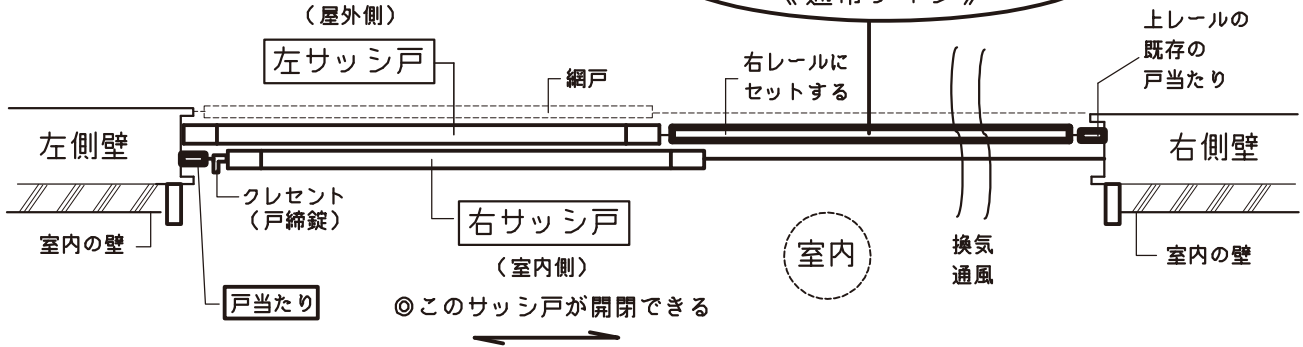 （屋外側）
左サッシ戸
網戸
右レールに
セットする
上レールの
既存の
戸当たり
左側壁
右側壁
クレセント
（戸締錠）
右サッシ戸
室内の壁
（室内側）
室内
換気
通風
室内の壁
戸当たり
◎このサッシ戸が開閉できる